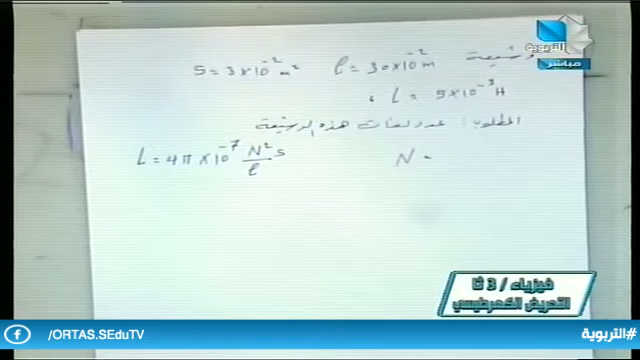 التربوية
مباشر
وشيعة l = 30×10⁻² m S = 3×10⁻² m²
, L = 5×10⁻³ H
المطلوب: عدد لفات هذه الوشيعة
L = 4π×10⁻⁷ N²/l S
N =
فيزياء / 3 ثا
التحريض الكهرطيسي
f /ORTAS.SEduTV
#التربوية